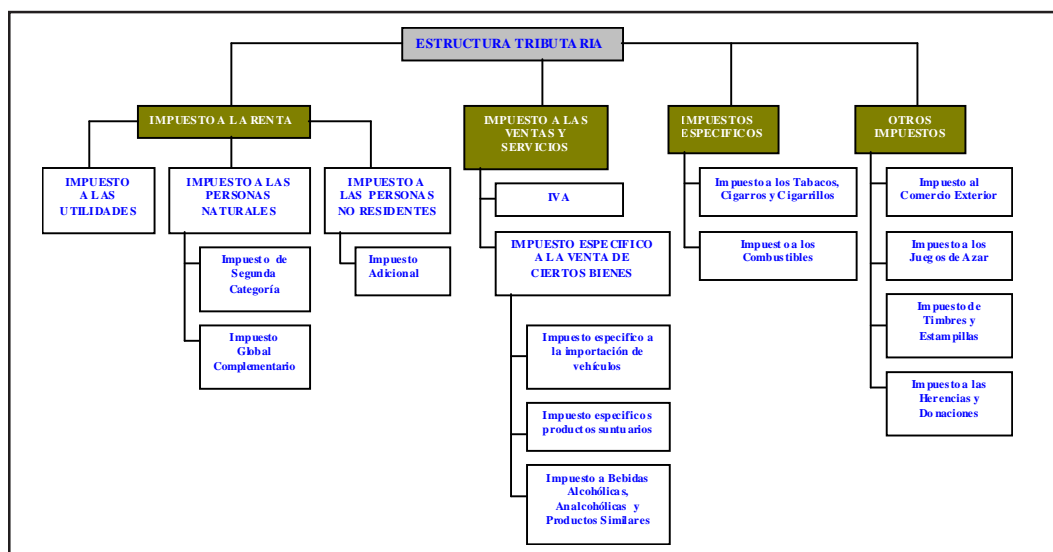 ESTRUCTURA TRIBUTARIA
IMPUESTO A LA RENTA
IMPUESTO A LAS
VENTAS Y
SERVICIOS
IMPUESTOS
ESPECIFICOS
OTROS
IMPUESTOS
IMPUESTO
A LAS
UTILIDADES
IMPUESTO A LAS
PERSONAS
NATURALES
IMPUESTO A
LAS PERSONAS
NO RESIDENTES
Impuesto de
Segunda
Categoría
Impuesto
Global
Complementario
Impuesto
Adicional
IVA
IMPUESTO ESPECIFICO
A LA VENTA DE
CIERTOS BIENES
Impuesto especifico a
la importación de
vehículos
Impuesto especificos
productos suntuarios
Impuesto a Bebidas
Alcohólicas,
Analcohólicas y
Productos Similares
Impuesto a los Tabacos,
Cigarros y Cigarrillos
Impuesto a los
Combustibles
Impuesto al
Comercio Exterior
Impuesto a los
Juegos de Azar
Impuesto de
Timbres y
Estampillas
Impuesto a las
Herencias y
Donaciones